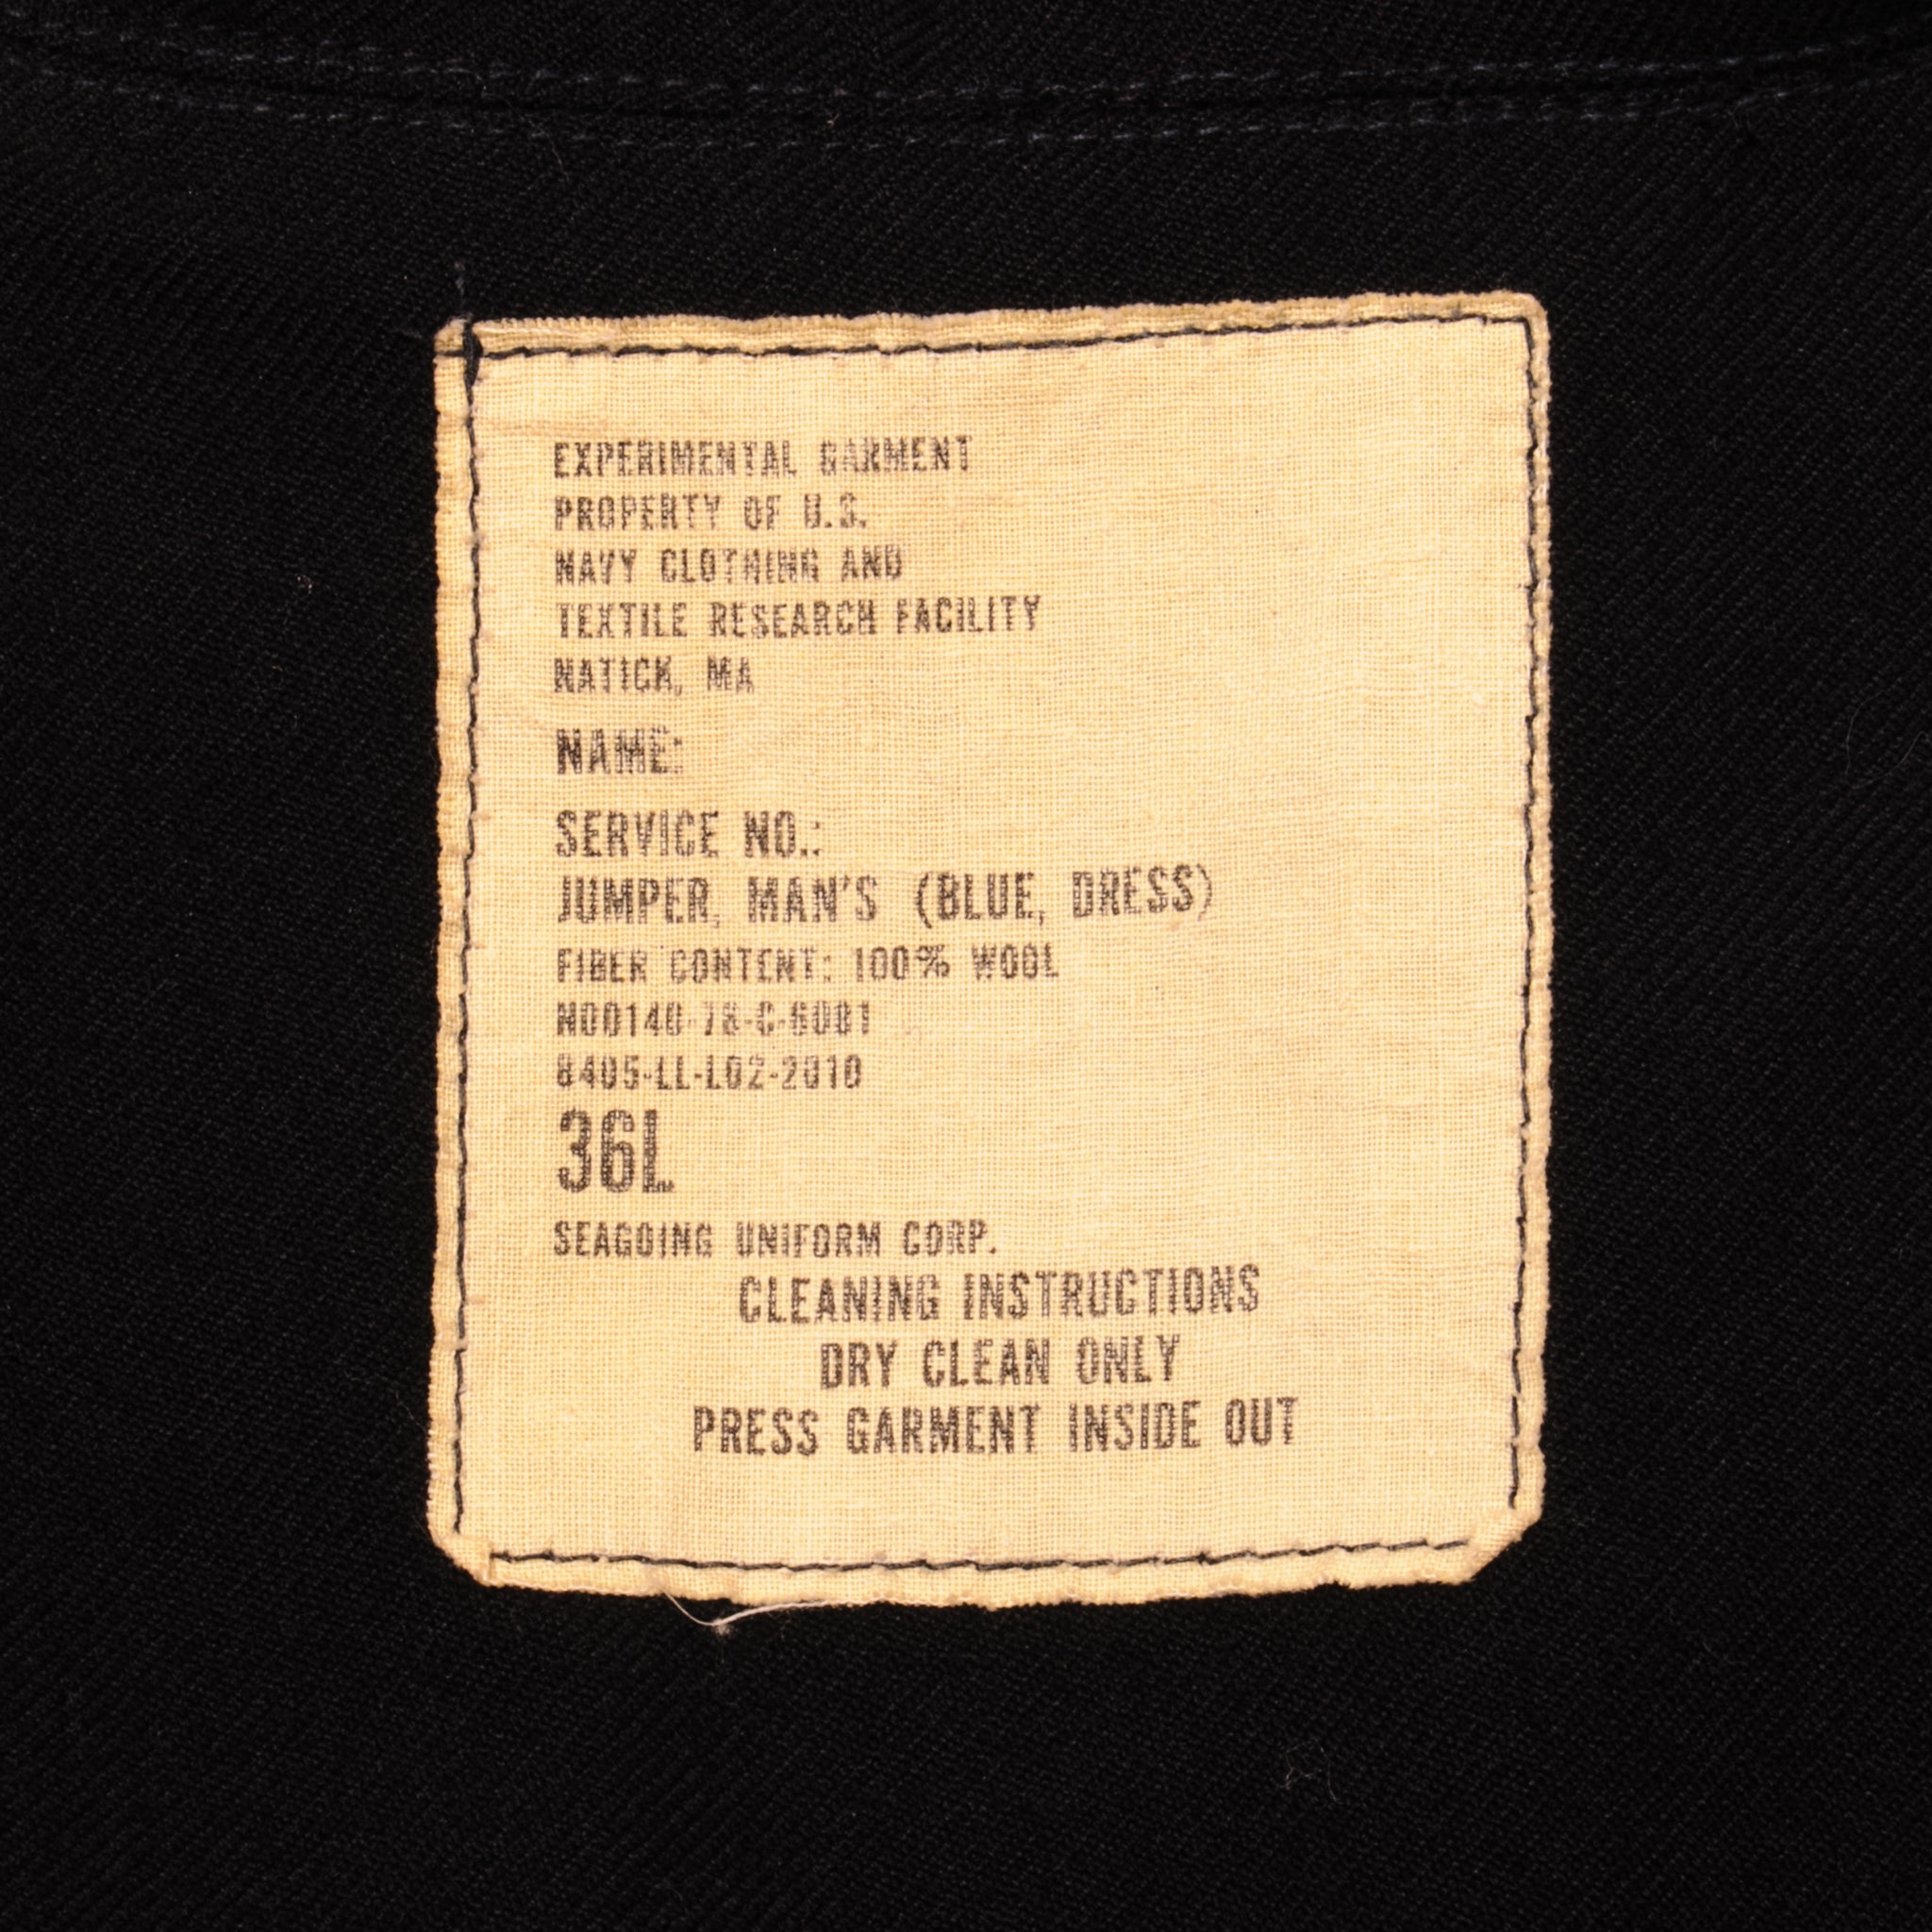 EXPERIMENTAL GARMENT
PROPERTY OF U.S.
NAVY CLOTHING AND
TEXTILE RESEARCH FACILITY
NATICK, MA
NAME:
SERVICE NO.:
JUMPER, MAN'S (BLUE, DRESS)
FIBER CONTENT: 100% WOOL
N00140-78-C-6081
8405-LL-L02-2010
36L
SEAGOING UNIFORM CORP.
CLEANING INSTRUCTIONS
DRY CLEAN ONLY
PRESS GARMENT INSIDE OUT